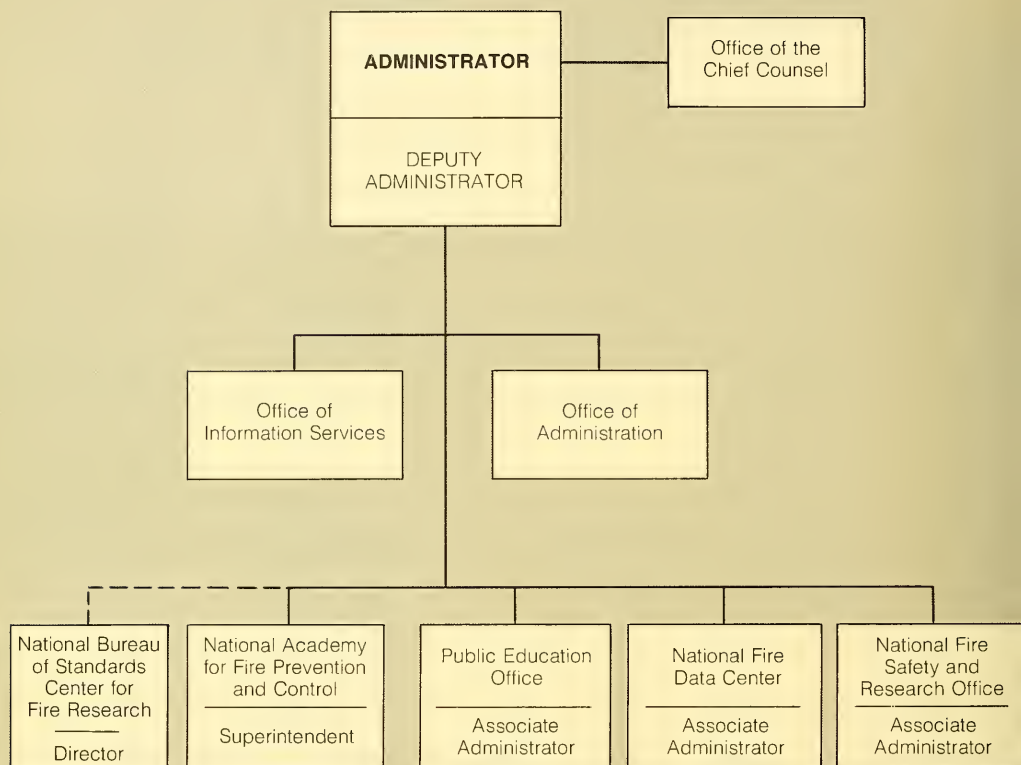 ADMINISTRATOR
Office of the
Chief Counsel
DEPUTY
ADMINISTRATOR
Office of
Information Services
Office of
Administration
National Bureau
of Standards
Center for
Fire Research
Director
National Academy
for Fire Prevention
and Control
Superintendent
Public Education
Office
Associate
Administrator
National Fire
Data Center
Associate
Administrator
National Fire
Safety and
Research Office
Associate
Administrator